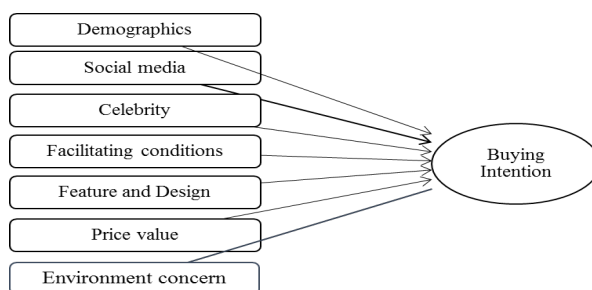 Demographics
Social media
Celebrity
Facilitating conditions
Feature and Design
Price value
Environment concern
Buying
Intention